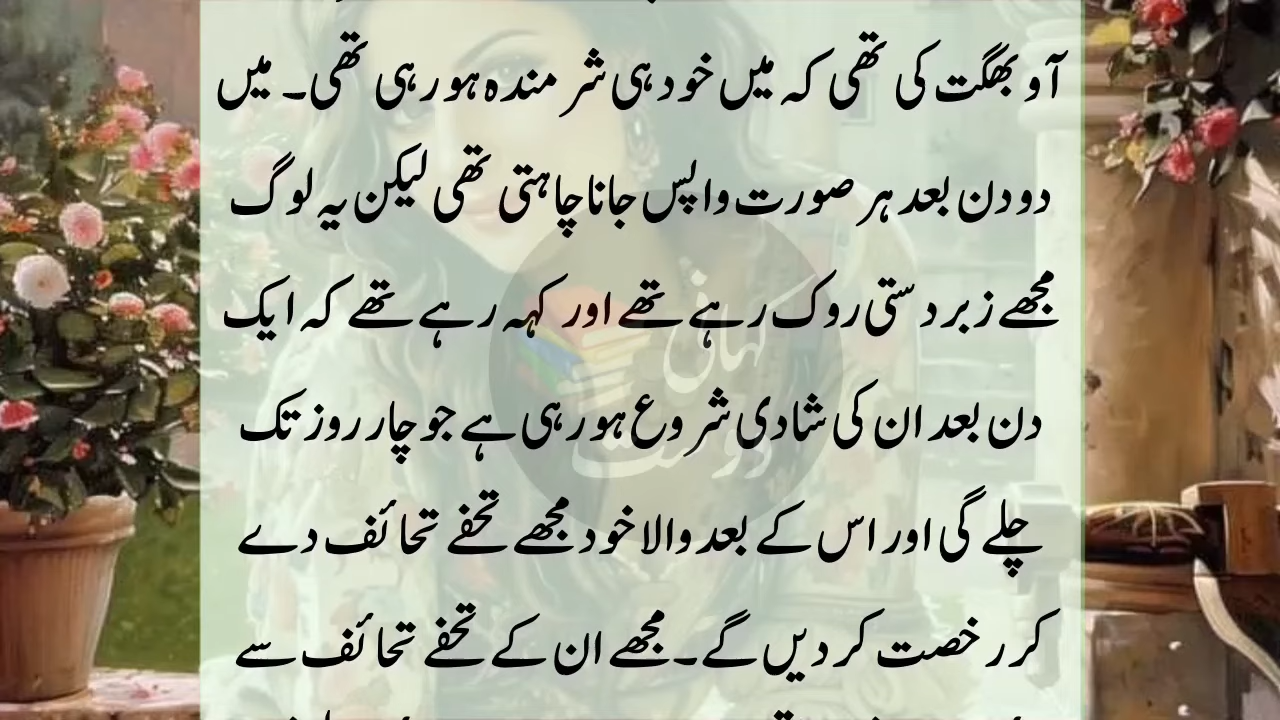 آؤ بھگت کی تھی کہ میں خود ہی شرمندہ ہو رہی تھی۔ میں
دو دن بعد ہر صورت واپس جانا چاہتی تھی لیکن یہ لوگ
مجھے زبردستی روک رہے تھے اور کہہ رہے تھے کہ ایک
کہانی
دن بعد ان کی شادی شروع ہو رہی ہے جو چار روز تک
دوست
چلے گی اور اس کے بعد والا خود مجھے تحفے تحائف دے
کر رخصت کر دیں گے۔ مجھے ان کے تحفے تحائف سے